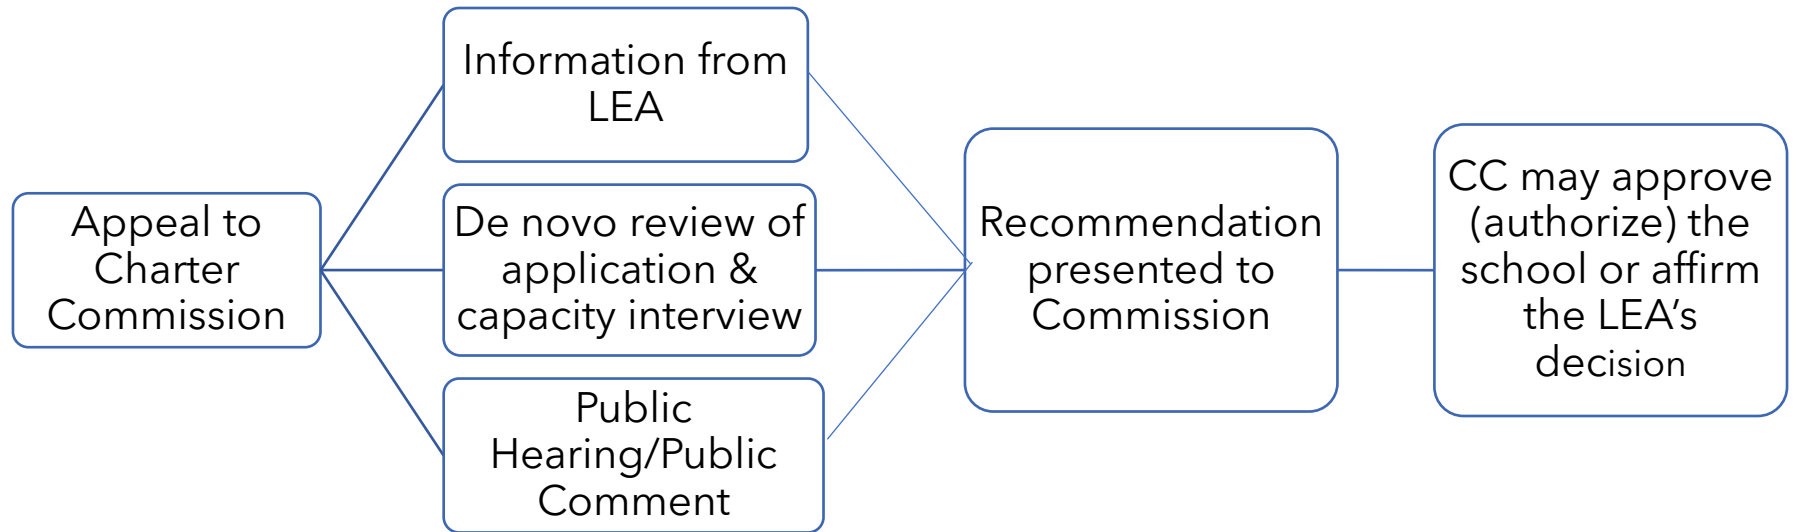 Appeal to
Charter
Commission
Information from
LEA
De novo review of
application &
capacity interview
Public
Hearing/Public
Comment
Recommendation
presented to
Commission
CC may approve
(authorize) the
school or affirm
the LEA’s
decision